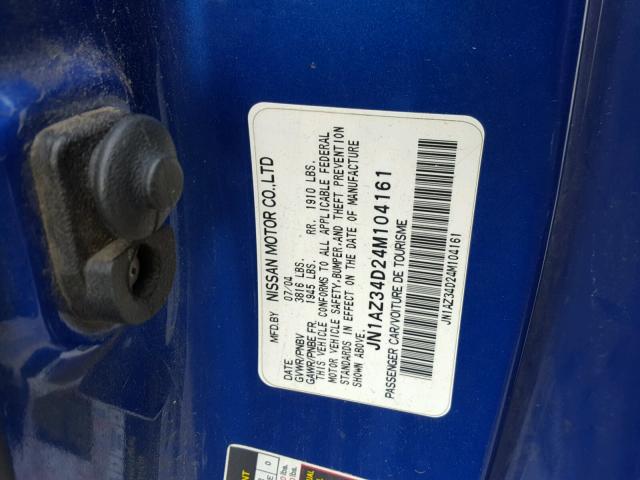 MFD.BY NISSAN MOTOR CO.,LTD
DATE 07/04
GVWR/PNBV 3816 LBS.
GAWR/PNBE FR. 1945 LBS. RR. 1910 LBS.
THIS VEHICLE CONFORMS TO ALL APPLICABLE FEDERAL
MOTOR VEHICLE SAFETY,BUMPER,AND THEFT PREVENTION
STANDARDS IN EFFECT ON THE DATE OF MANUFACTURE
SHOWN ABOVE.
JN1AZ34D24M104161
PASSENGER CAR/VOITURE DE TOURISME
JN1AZ34D24M104161